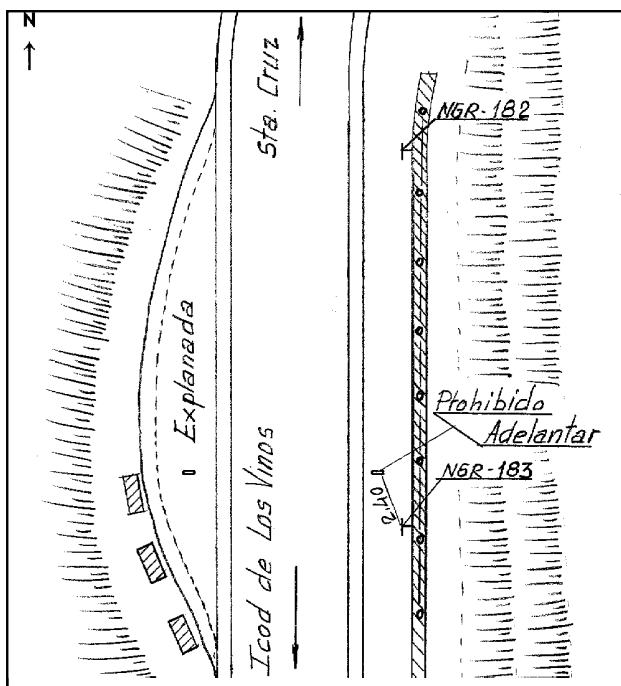 N
Sta. Cruz
NGR-182
Explanada
Prohibido
Adelantar
NGR-183
2,40
Icod de Los Vinos